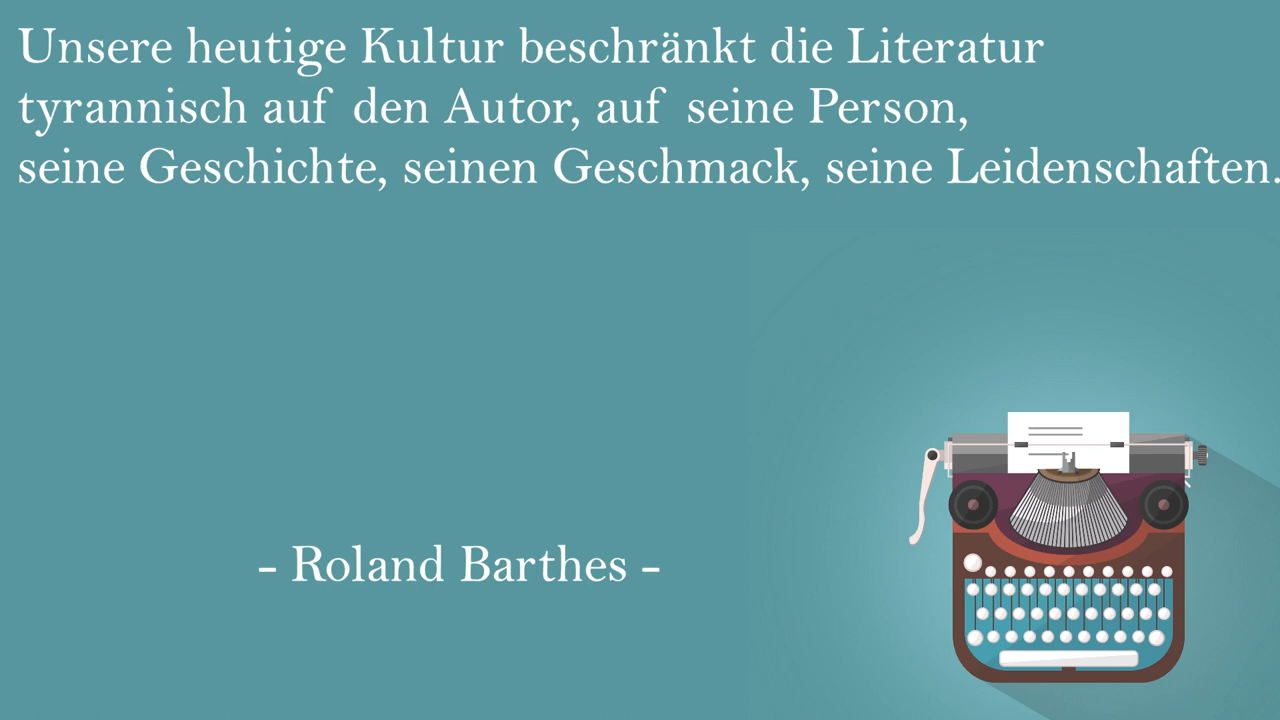 Unsere heutige Kultur beschränkt die Literatur
tyrannisch auf den Autor, auf seine Person,
seine Geschichte, seinen Geschmack, seine Leidenschaften.
- Roland Barthes -